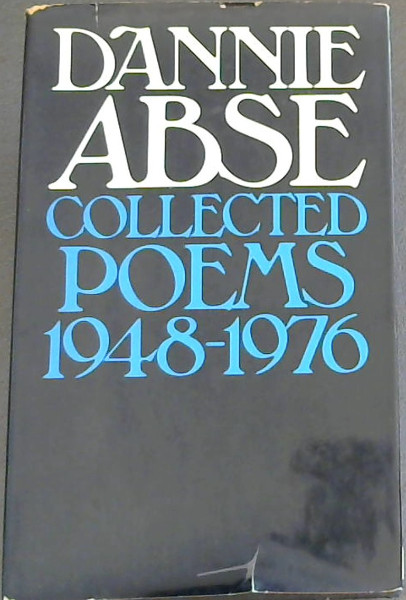 DANNIE
ABSE
COLLECTED
POEMS
1948-1976